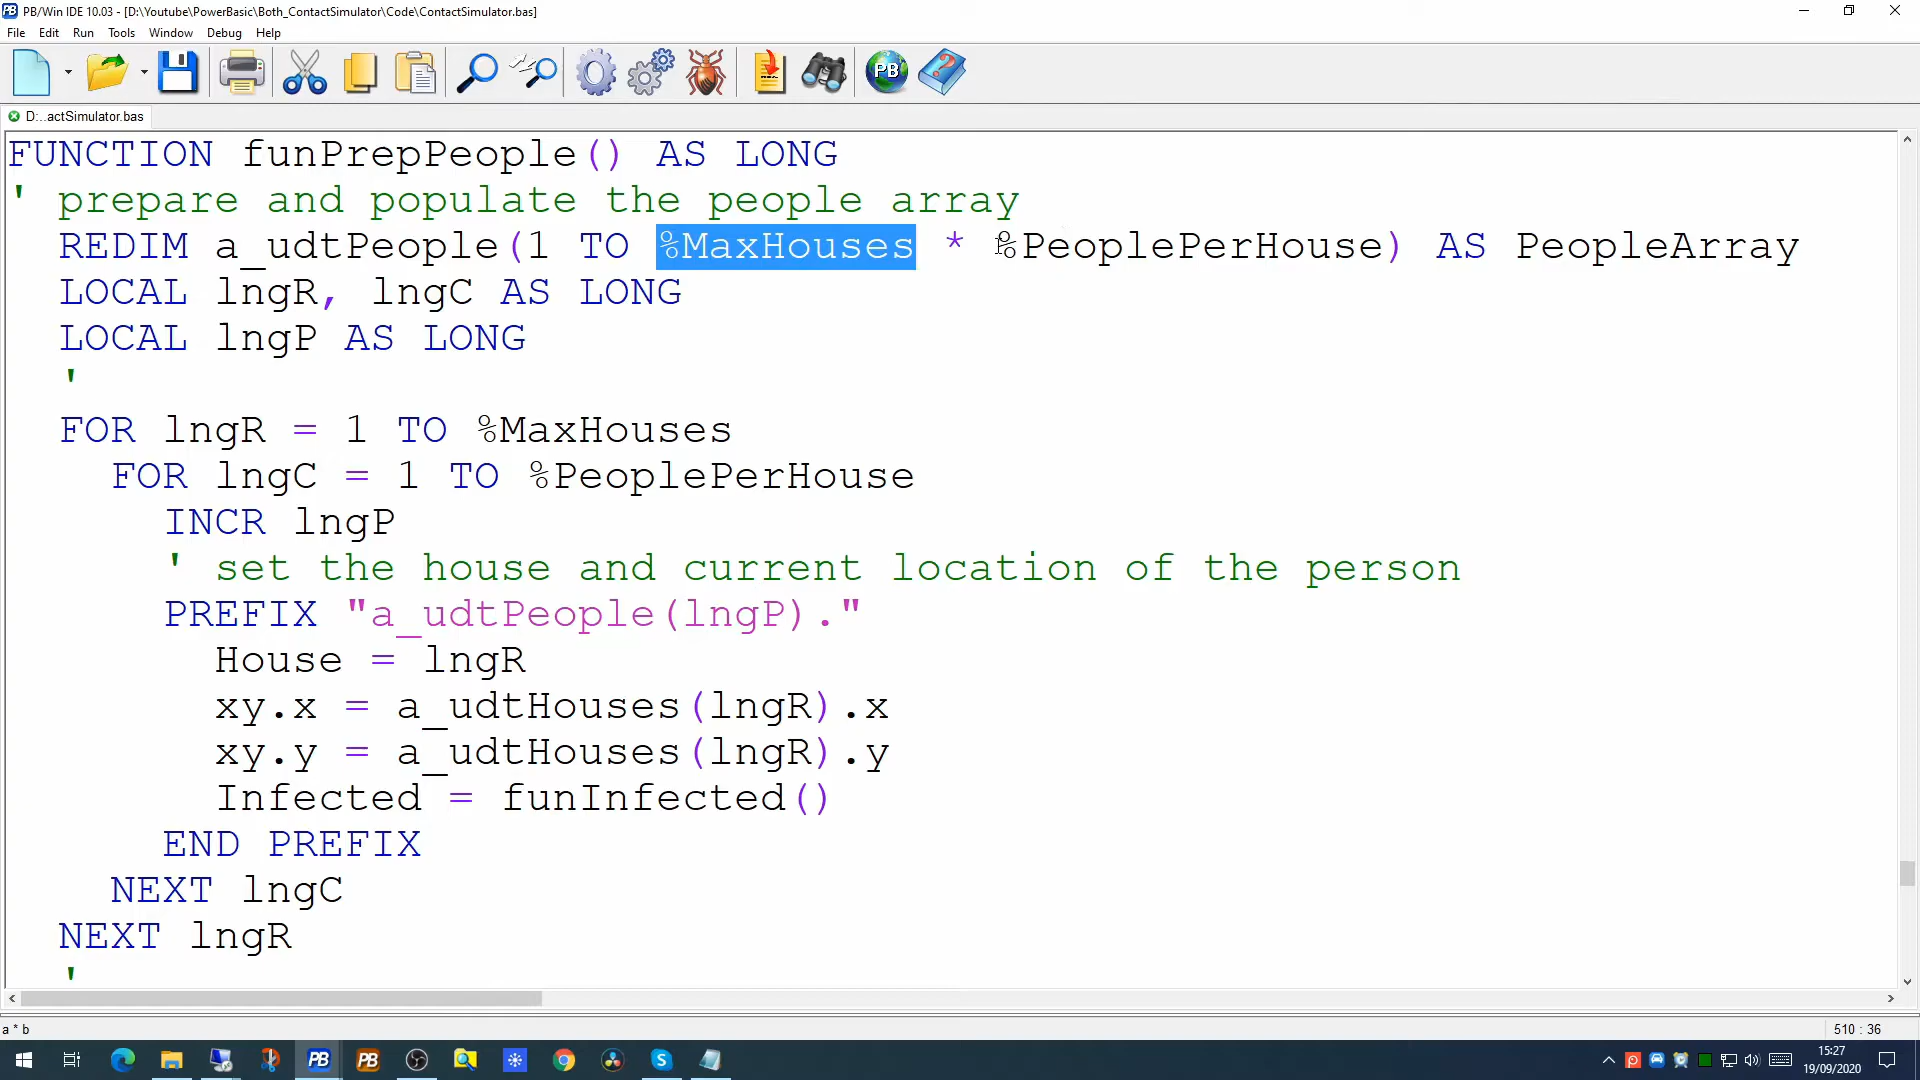 PB/Win IDE 10.03 - [D:\Youtube\PowerBasic\Both_ContactSimulator\Code\ContactSimulator.bas]
File Edit Run Tools Window Debug Help
PB
D:..actSimulator.bas
FUNCTION funPrepPeople() AS LONG
' prepare and populate the people array
REDIM a_udtPeople(1 TO %MaxHouses * %PeoplePerHouse) AS PeopleArray
LOCAL lngR, lngC AS LONG
LOCAL lngP AS LONG
'
FOR lngR = 1 TO %MaxHouses
FOR lngC = 1 TO %PeoplePerHouse
INCR lngP
' set the house and current location of the person
PREFIX "a_udtPeople(lngP)."
House = lngR
xy.x = a_udtHouses(lngR).x
xy.y = a_udtHouses(lngR).y
Infected = funInfected()
END PREFIX
NEXT lngC
NEXT lngR
'
a * b
510 : 36
PB PB
15:27
19/09/2020